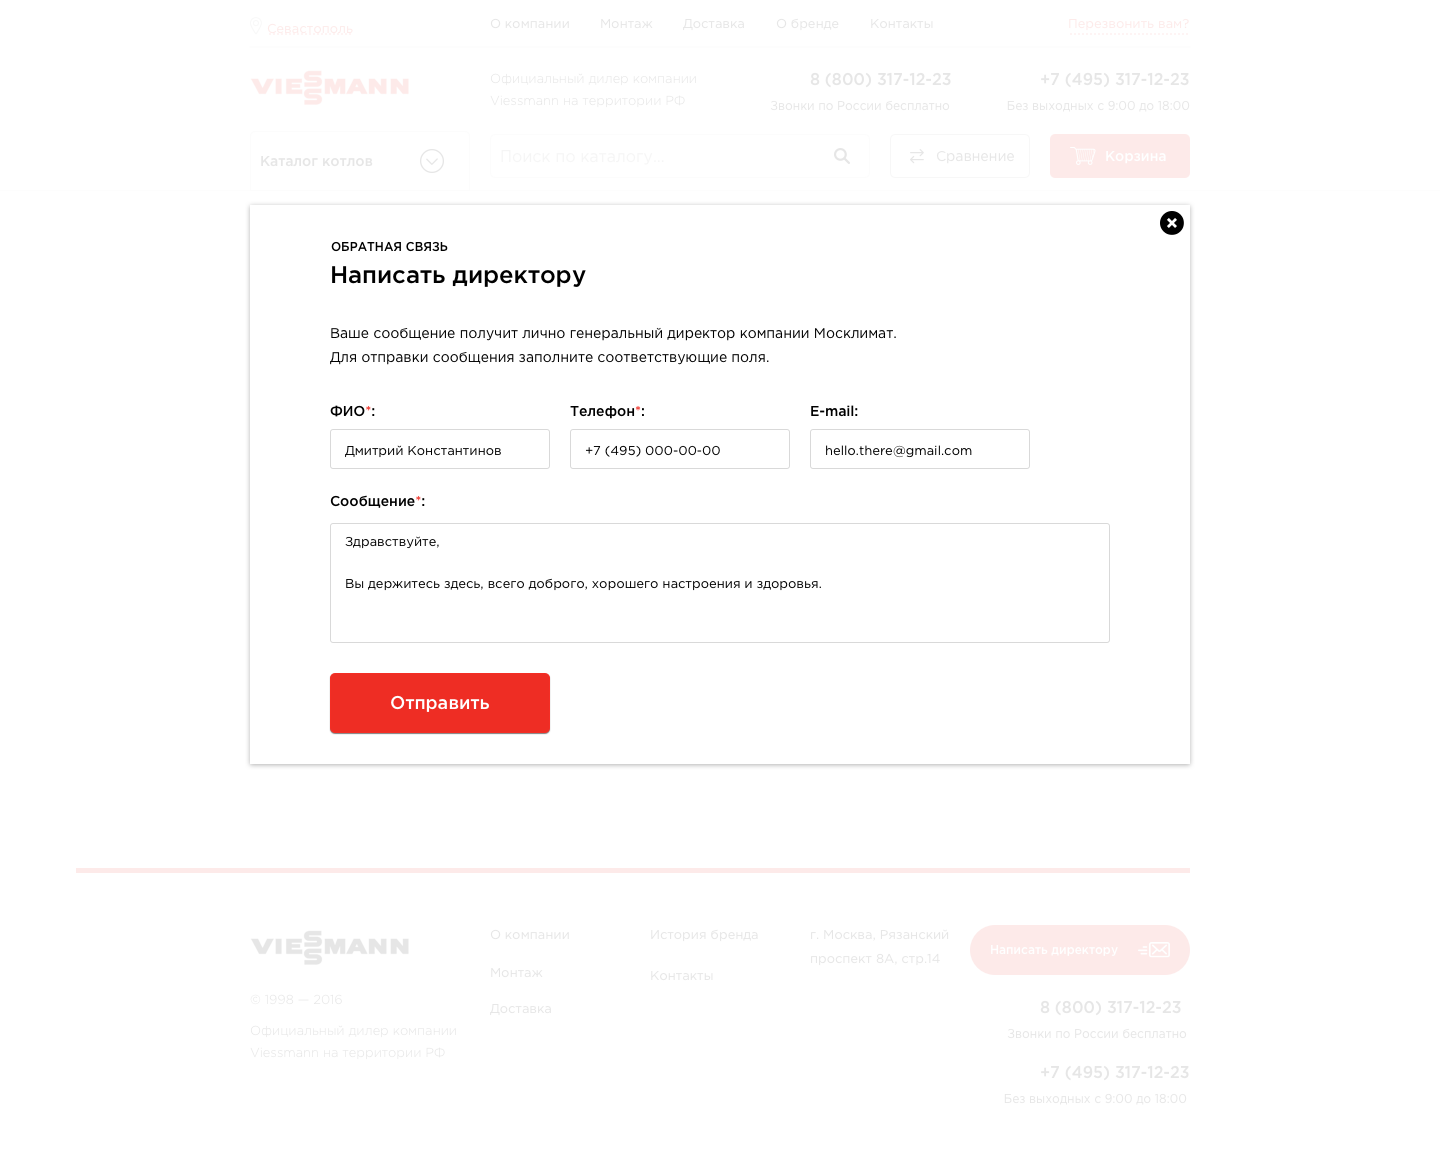 Севастополь
О компании Монтаж Доставка О бренде Контакты
Перезвонить вам?
VIESSMANN
Официальный дилер компании
Viessmann на территории РФ
8 (800) 317-12-23
Звонки по России бесплатно
+7 (495) 317-12-23
Без выходных с 9:00 до 18:00
Каталог котлов
Поиск по каталогу...
Сравнение
Корзина
ОБРАТНАЯ СВЯЗЬ
Написать директору
Ваше сообщение получит лично генеральный директор компании Москлимат.
Для отправки сообщения заполните соответствующие поля.
ФИО*: Телефон*: E-mail:
Дмитрий Константинов +7 (495) 000-00-00 hello.there@gmail.com
Сообщение*:
Здравствуйте,
Вы держитесь здесь, всего доброго, хорошего настроения и здоровья.
Отправить
VIESSMANN
© 1998 — 2016
Официальный дилер компании
Viessmann на территории РФ
О компании
Монтаж
Доставка
История бренда
Контакты
г. Москва, Рязанский
проспект 8А, стр.14
Написать директору
8 (800) 317-12-23
Звонки по России бесплатно
+7 (495) 317-12-23
Без выходных с 9:00 до 18:00